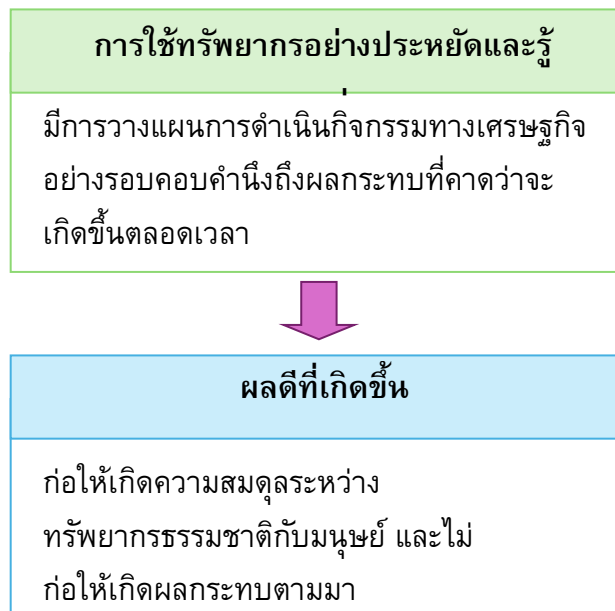 การใช้ทรัพยากรอย่างประหยัดและรู้
มีการวางแผนการดำเนินกิจกรรมทางเศรษฐกิจ
อย่างรอบคอบคำนึงถึงผลกระทบที่คาดว่าจะ
เกิดขึ้นตลอดเวลา
ผลดีที่เกิดขึ้น
ก่อให้เกิดความสมดุลระหว่าง
ทรัพยากรธรรมชาติกับมนุษย์ และไม่
ก่อให้เกิดผลกระทบตามมา